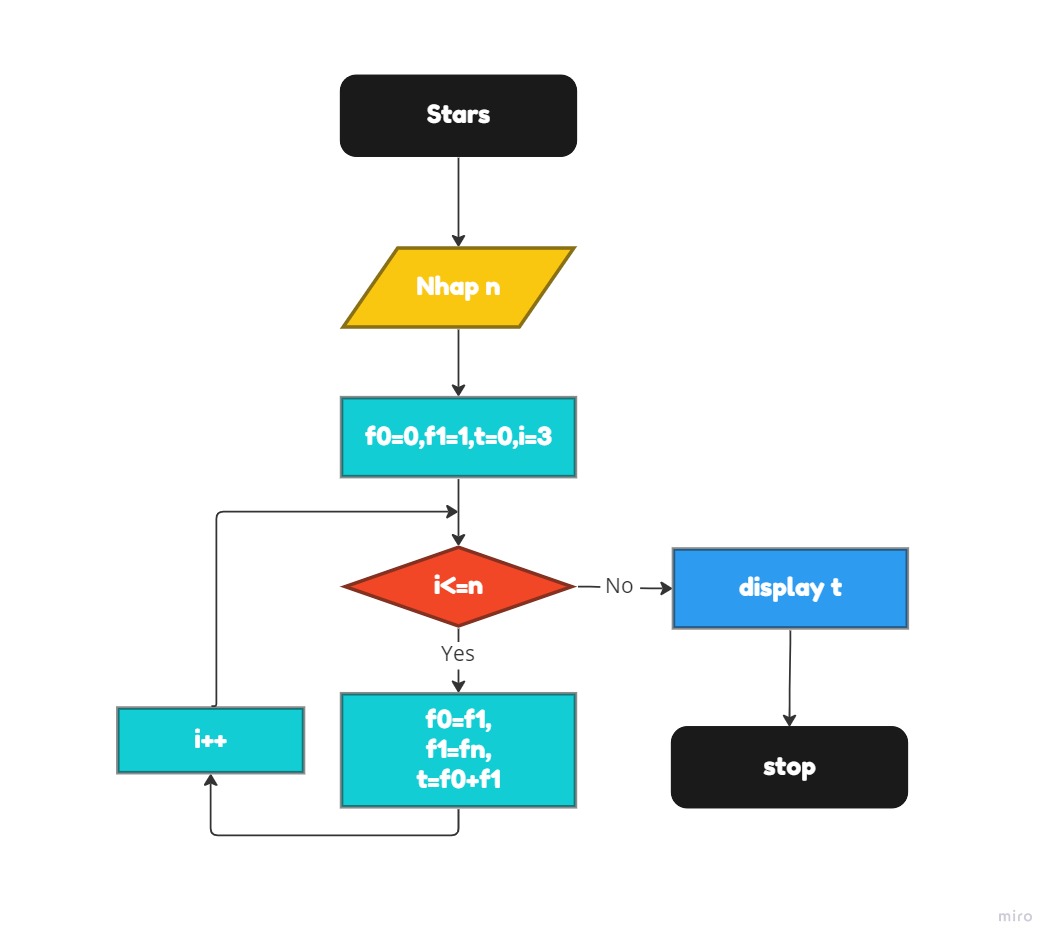 Stars
Nhap n
f0=0,f1=1,t=0,i=3
i<=n
No
display t
Yes
f0=f1,
f1=fn,
t=f0+f1
i++
stop
miro